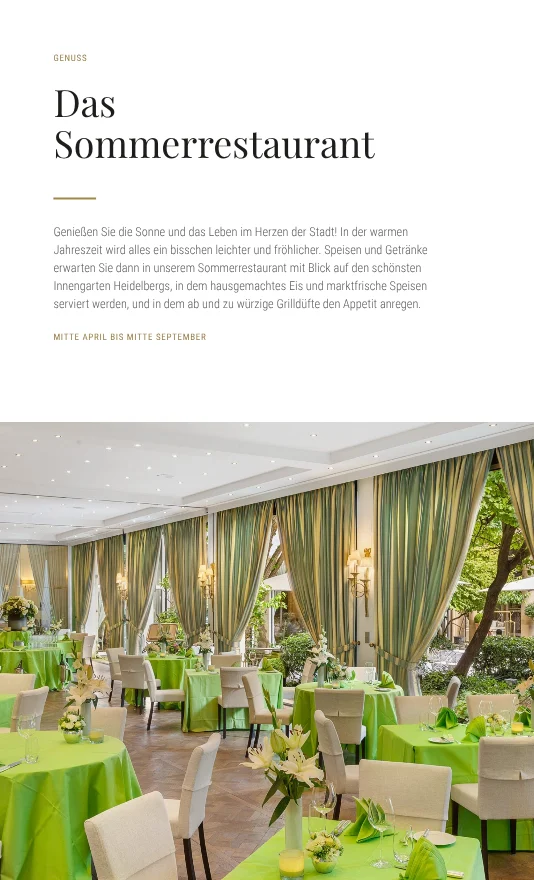 GENUSS
Das
Sommerrestaurant
Genießen Sie die Sonne und das Leben im Herzen der Stadt! In der warmen
Jahreszeit wird alles ein bisschen leichter und fröhlicher. Speisen und Getränke
erwarten Sie dann in unserem Sommerrestaurant mit Blick auf den schönsten
Innengarten Heidelbergs, in dem hausgemachtes Eis und marktfrische Speisen
serviert werden, und in dem ab und zu würzige Grilldüfte den Appetit anregen.
MITTE APRIL BIS MITTE SEPTEMBER